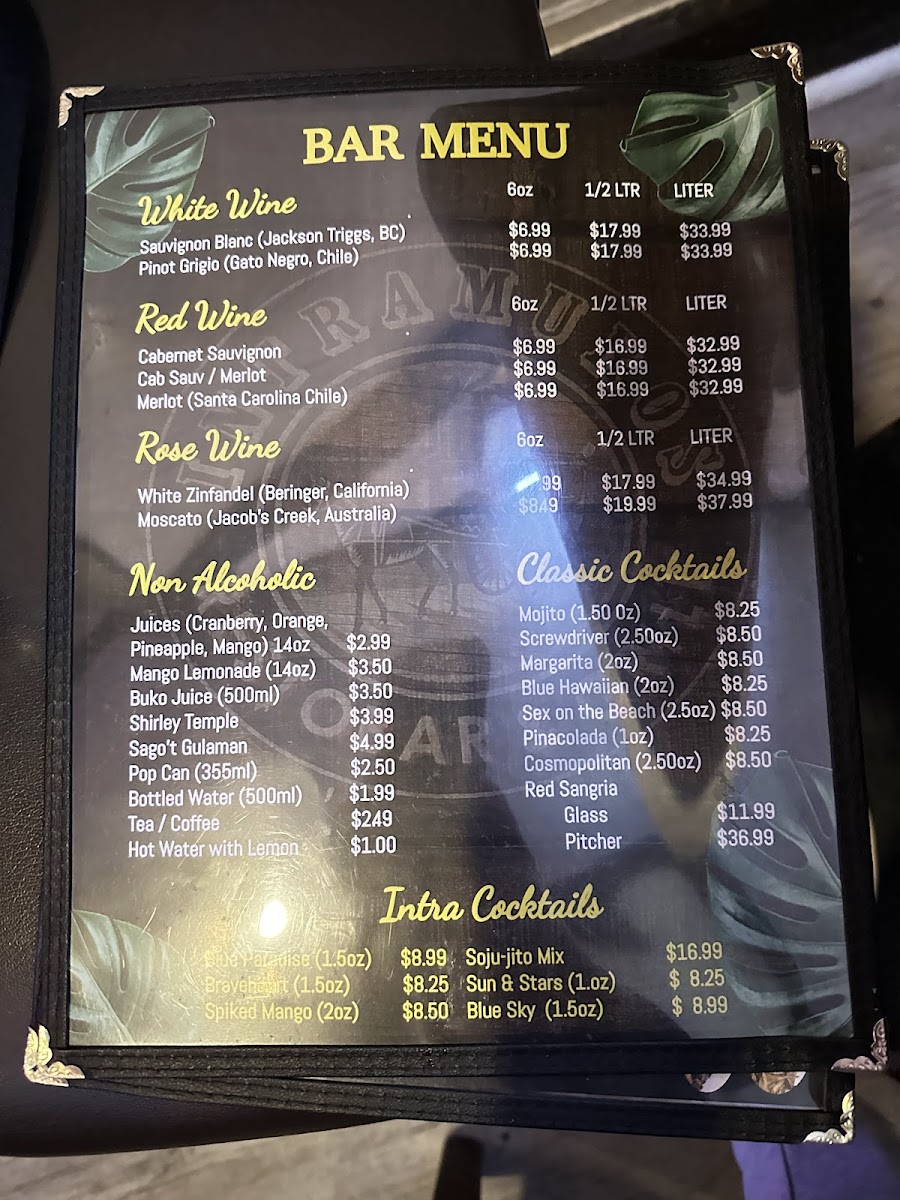 BAR MENU
White Wine 6oz 1/2 LTR LITER
Sauvignon Blanc (Jackson Triggs, BC) $6.99 $17.99 $33.99
Pinot Grigio (Gato Negro, Chile) $6.99 $17.99 $33.99
Red Wine 6oz 1/2 LTR LITER
Cabernet Sauvignon $6.99 $16.99 $32.99
Cab Sauv / Merlot $6.99 $16.99 $32.99
Merlot (Santa Carolina Chile) $6.99 $16.99 $32.99
Rose Wine 6oz 1/2 LTR LITER
White Zinfandel (Beringer, California) $17.99 $34.99
Moscato (Jacob's Creek, Australia) $849 $19.99 $37.99
Non Alcoholic
Juices (Cranberry, Orange,
Pineapple, Mango) 14oz $2.99
Mango Lemonade (14oz) $3.50
Buko Juice (500ml) $3.50
Shirley Temple $3.99
Sago't Gulaman $4.99
Pop Can (355ml) $2.50
Bottled Water (500ml) $1.99
Tea / Coffee $249
Hot Water with Lemon $1.00
Classic Cocktails
Mojito (1.50 Oz) $8.25
Screwdriver (2.50oz) $8.50
Margarita (2oz) $8.50
Blue Hawaiian (2oz) $8.25
Sex on the Beach (2.5oz) $8.50
Pinacolada (1oz) $8.25
Cosmopolitan (2.50oz) $8.50
Red Sangria
Glass $11.99
Pitcher $36.99
Intra Cocktails
Blue Paradise (1.5oz) $8.99
Braveheart (1.5oz) $8.25
Spiked Mango (2oz) $8.50
Soju-jito Mix $16.99
Sun & Stars (1.oz) $ 8.25
Blue Sky (1.5oz) $ 8.99
INTRAMUROS